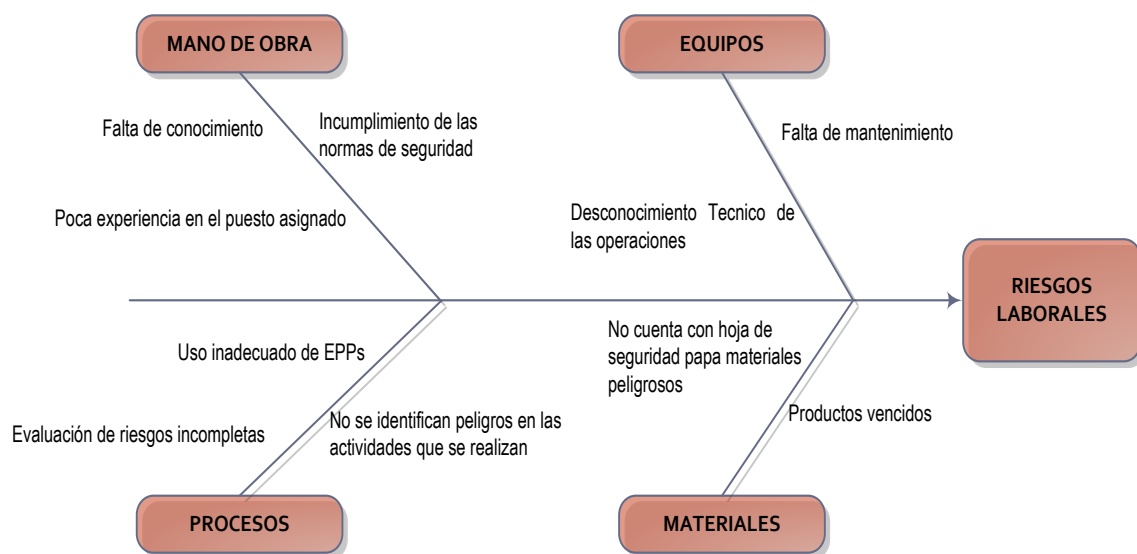 MANO DE OBRA
EQUIPOS
Falta de conocimiento
Incumplimiento de las
normas de seguridad
Falta de mantenimiento
Poca experiencia en el puesto asignado
Desconocimiento Tecnico de
las operaciones
RIESGOS
LABORALES
Uso inadecuado de EPPs
No cuenta con hoja de
seguridad papa materiales
peligrosos
Evaluación de riesgos incompletas
No se identifican peligros en las
actividades que se realizan
Productos vencidos
PROCESOS
MATERIALES